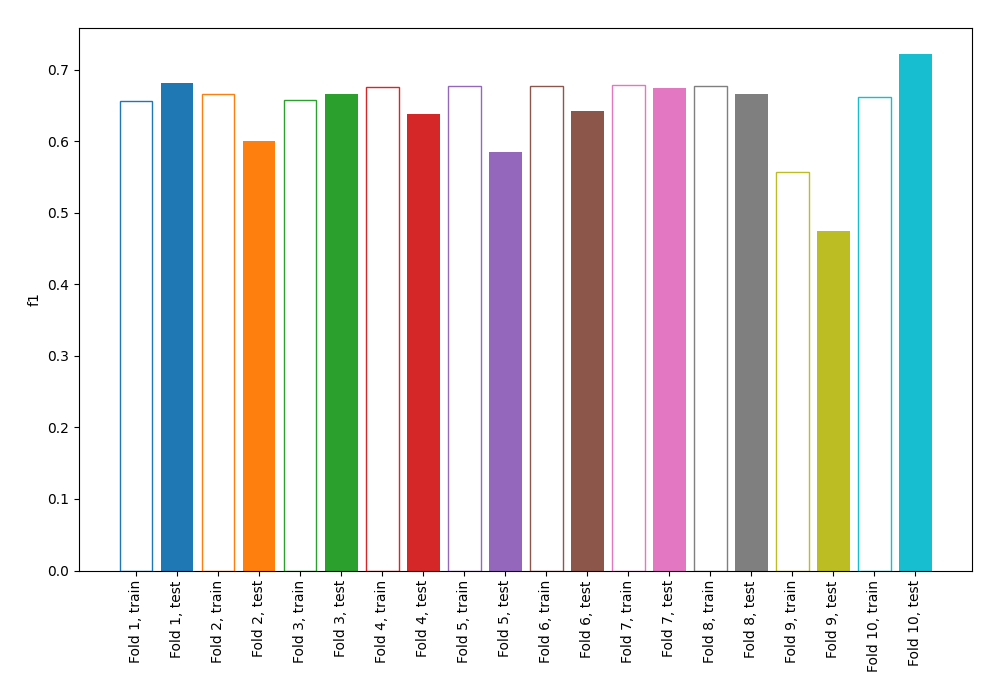 0.7
0.6
0.5
0.4
0.3
0.2
0.1
0.0
f1
Fold 1, train
Fold 1, test
Fold 2, train
Fold 2, test
Fold 3, train
Fold 3, test
Fold 4, train
Fold 4, test
Fold 5, train
Fold 5, test
Fold 6, train
Fold 6, test
Fold 7, train
Fold 7, test
Fold 8, train
Fold 8, test
Fold 9, train
Fold 9, test
Fold 10, train
Fold 10, test